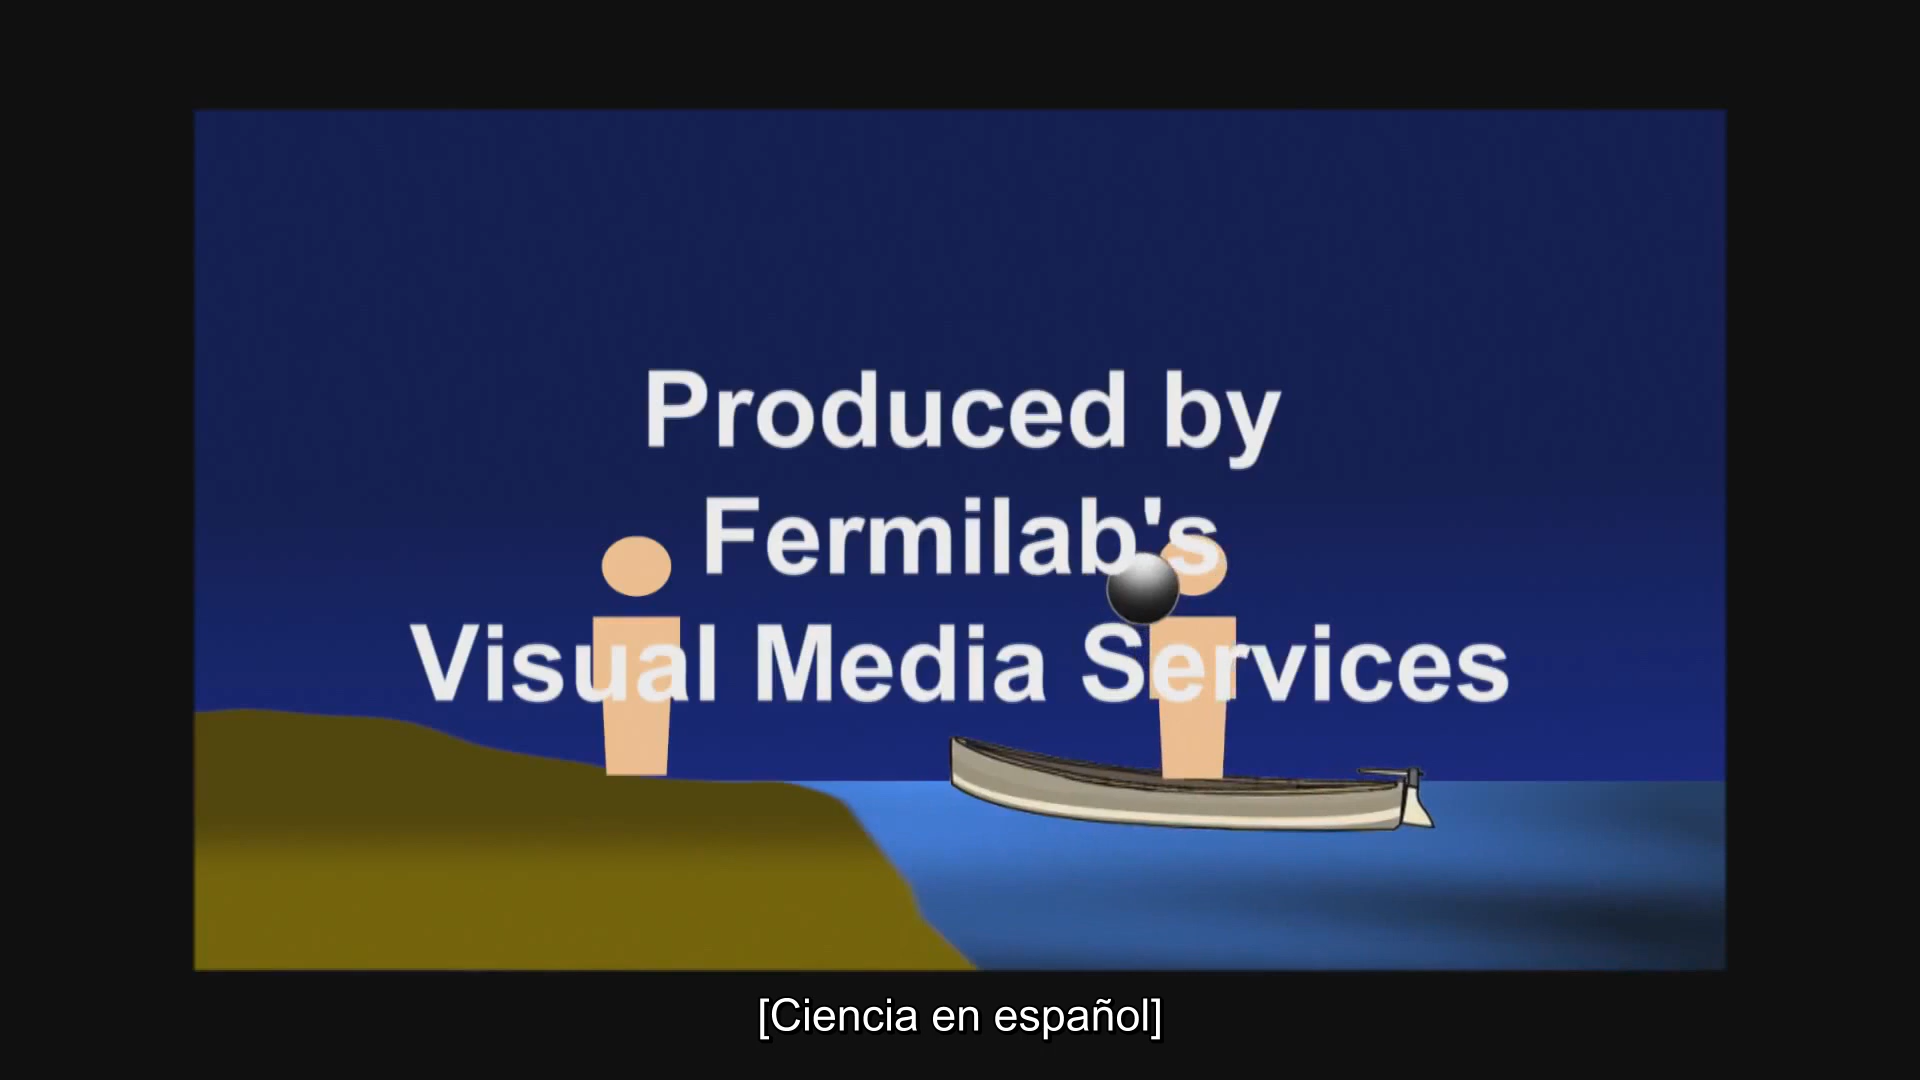 Produced by
Fermilab's
Visual Media Services
[Ciencia en español]